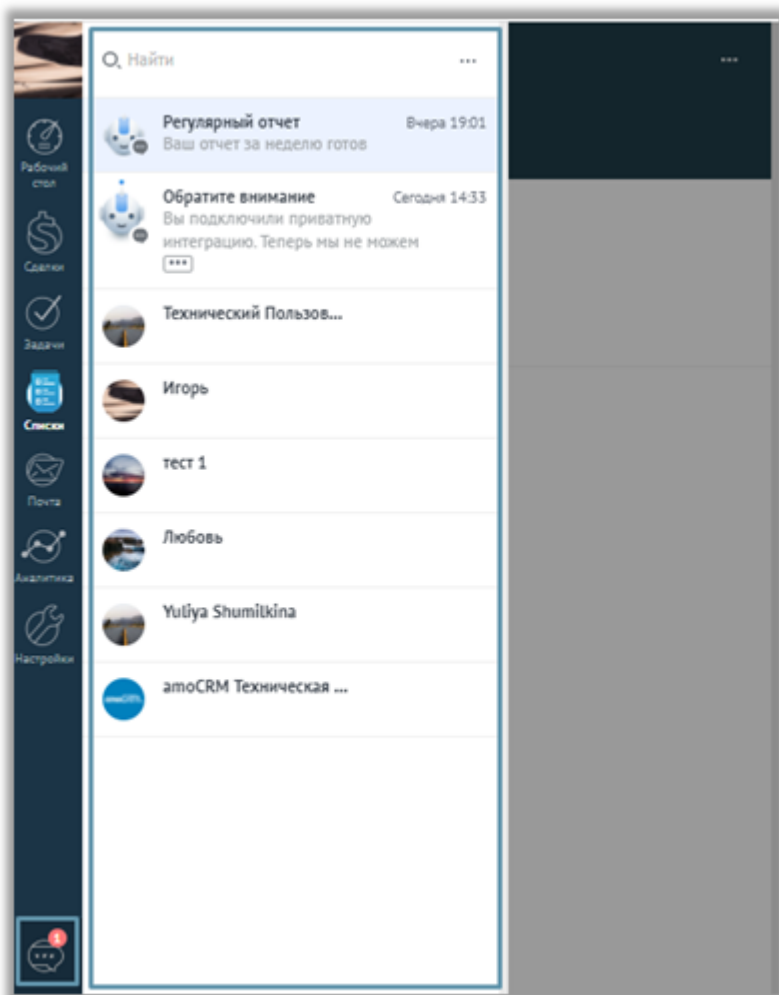 Найти
...
...
Регулярный отчет
Вчера 19:01
Ваш отчет за неделю готов
Обратите внимание
Сегодня 14:33
Вы подключили приватную
интеграцию. Теперь мы не можем
...
Технический Пользов...
Игорь
тест 1
Любовь
Yuliya Shumilkina
amoCRM Техническая ...
amoCRM.
Рабочий
стол
Сделки
Задачи
Списки
Почта
Аналитика
Настройки
1